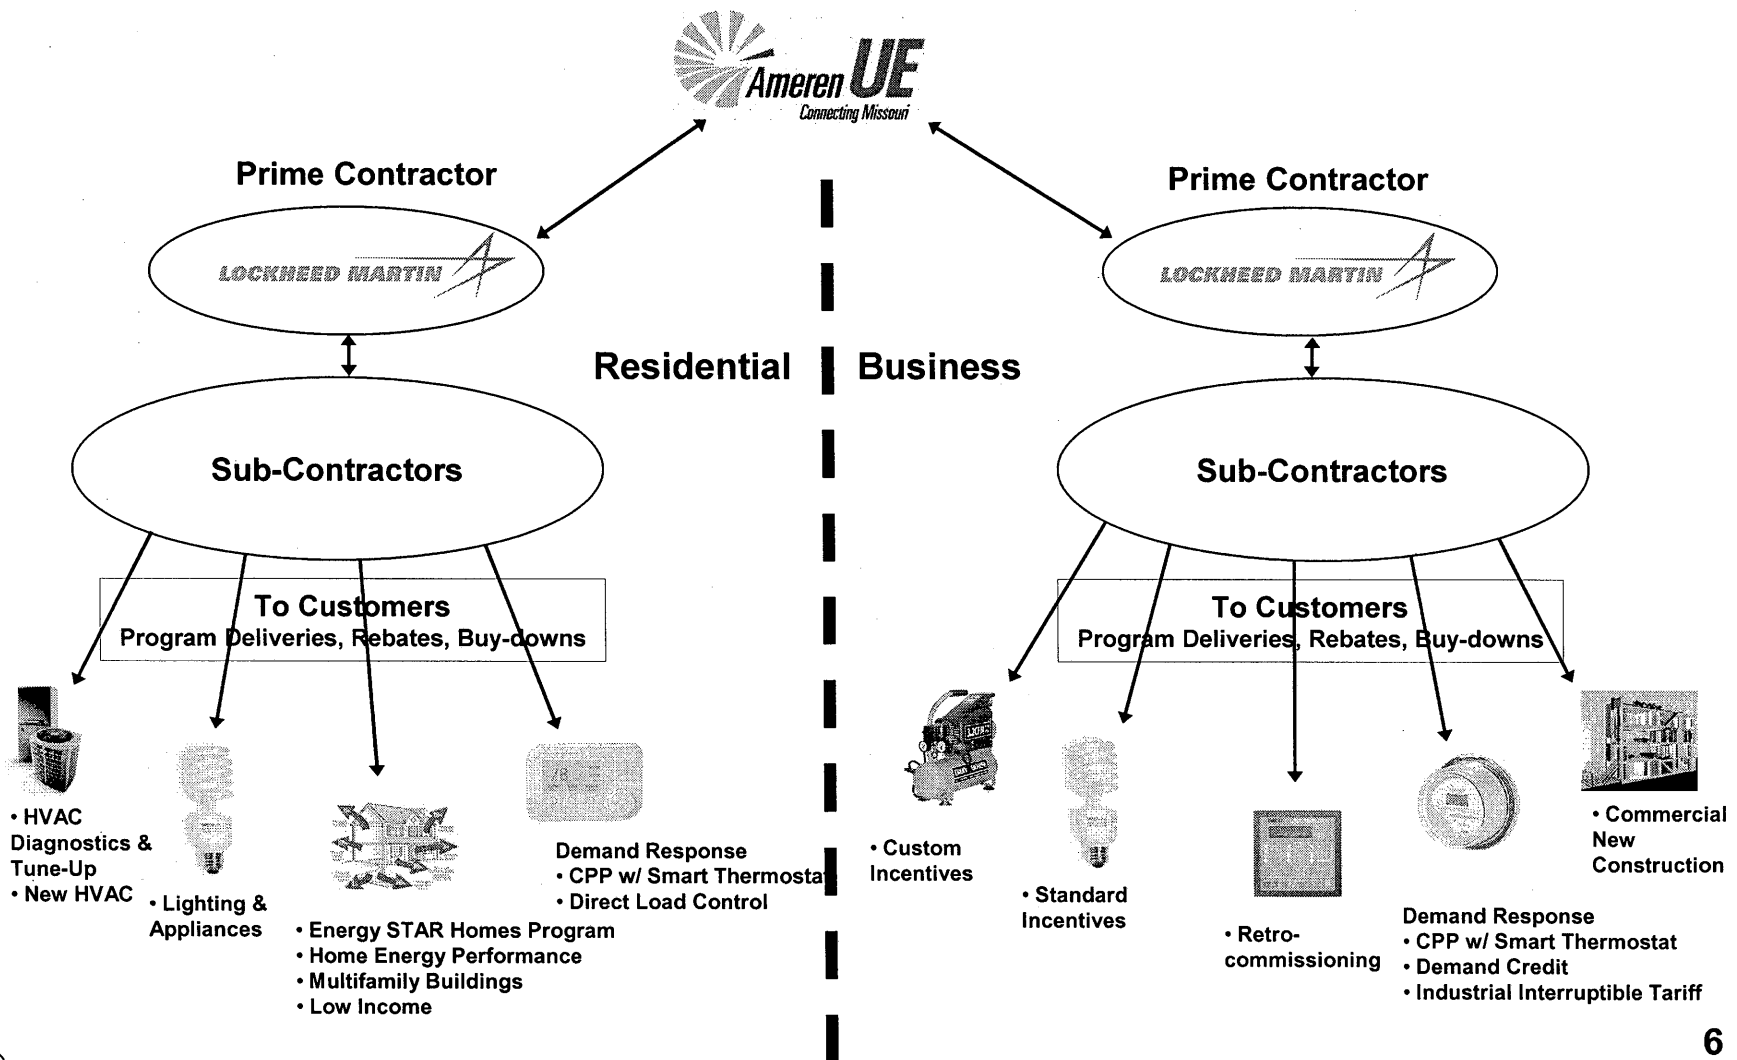 Ameren UE
Connecting Missouri
Prime Contractor
LOCKHEED MARTIN
Sub-Contractors
To Customers
Program Deliveries, Rebates, Buy-downs
• HVAC
Diagnostics &
Tune-Up
• New HVAC
• Lighting &
Appliances
• Energy STAR Homes Program
• Home Energy Performance
• Multifamily Buildings
• Low Income
Demand Response
• CPP w/ Smart Thermostat
• Direct Load Control
Residential
Business
Prime Contractor
LOCKHEED MARTIN
Sub-Contractors
To Customers
Program Deliveries, Rebates, Buy-downs
• Custom
Incentives
• Standard
Incentives
• Retro-
commissioning
Demand Response
• CPP w/ Smart Thermostat
• Demand Credit
• Industrial Interruptible Tariff
• Commercial
New
Construction
6